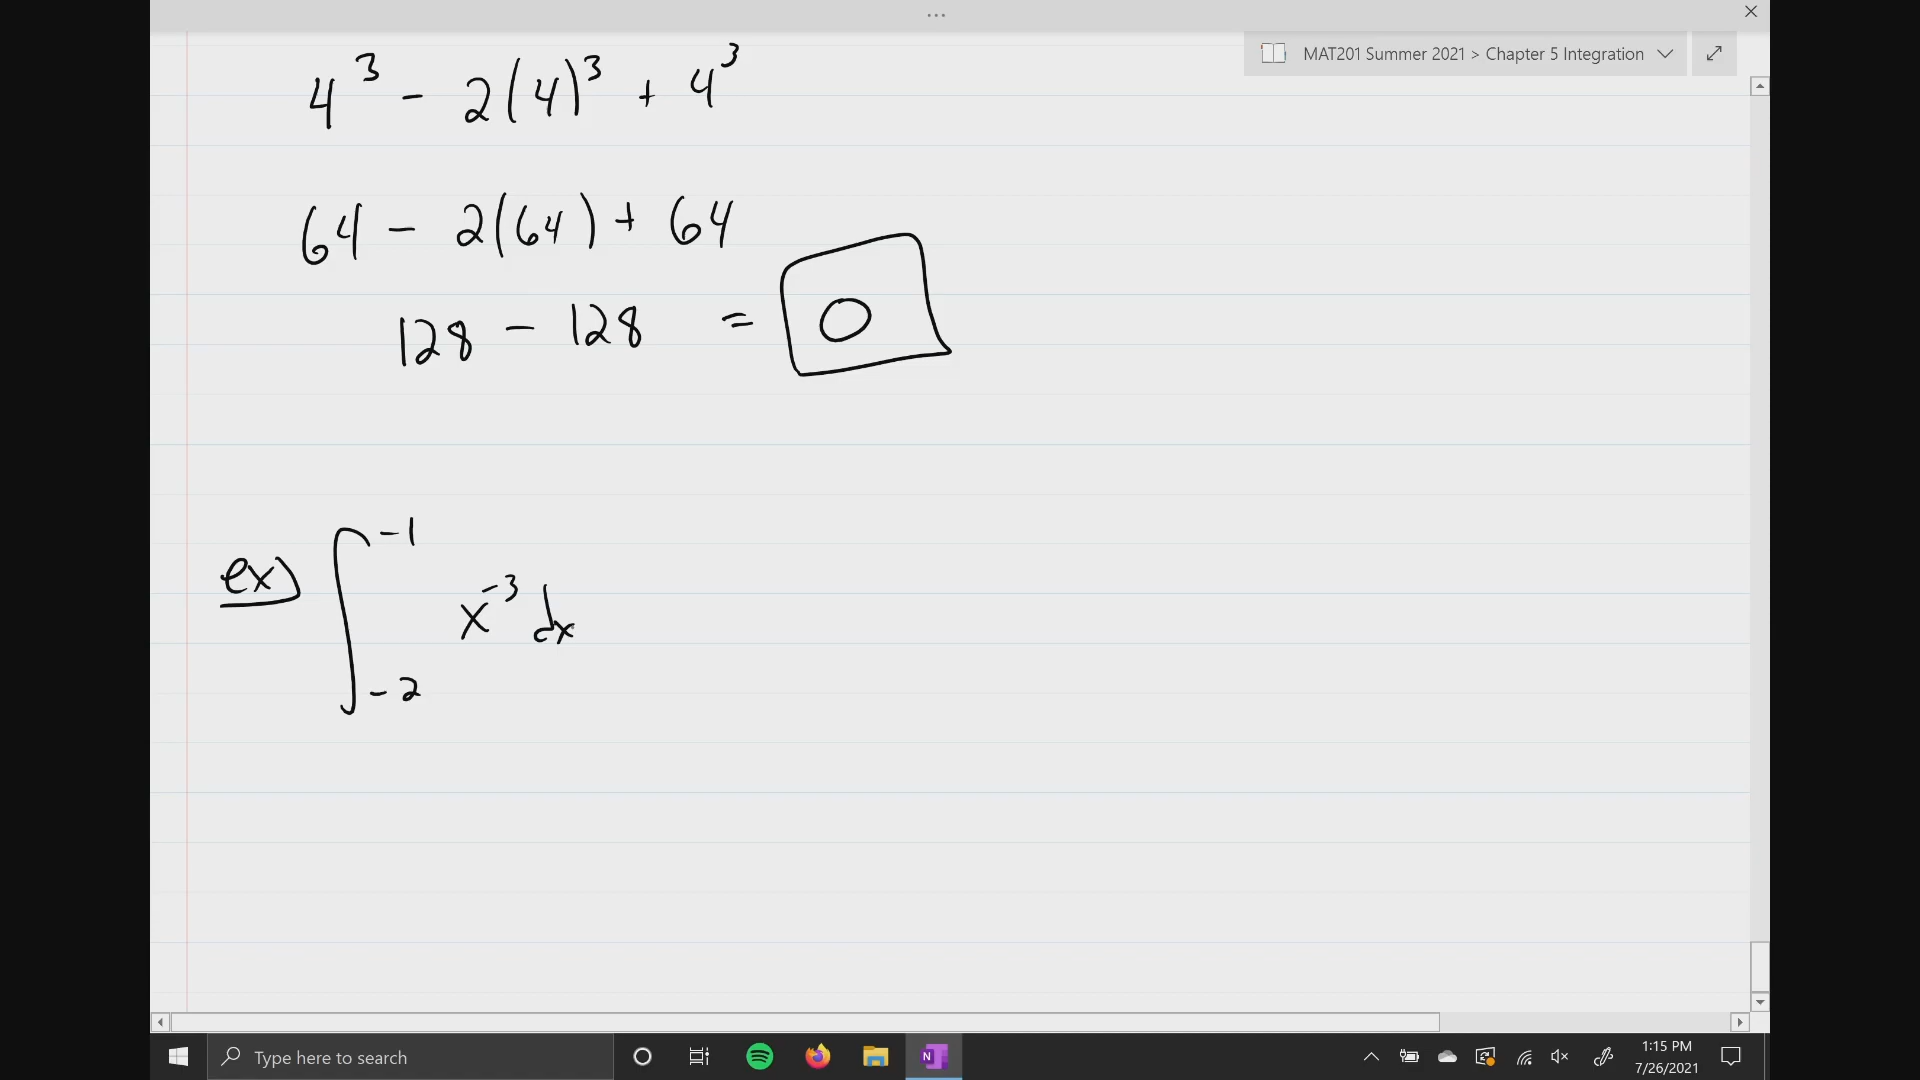 ...
MAT201 Summer 2021 > Chapter 5 Integration
4³ - 2(4)³ + 4³
64 - 2(64) + 64
128 - 128 = 0
ex) ∫₋₂⁻¹ x⁻³ dx
Type here to search
N
1:15 PM
7/26/2021